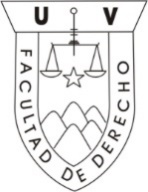 U V
FACULTAD DE DERECHO